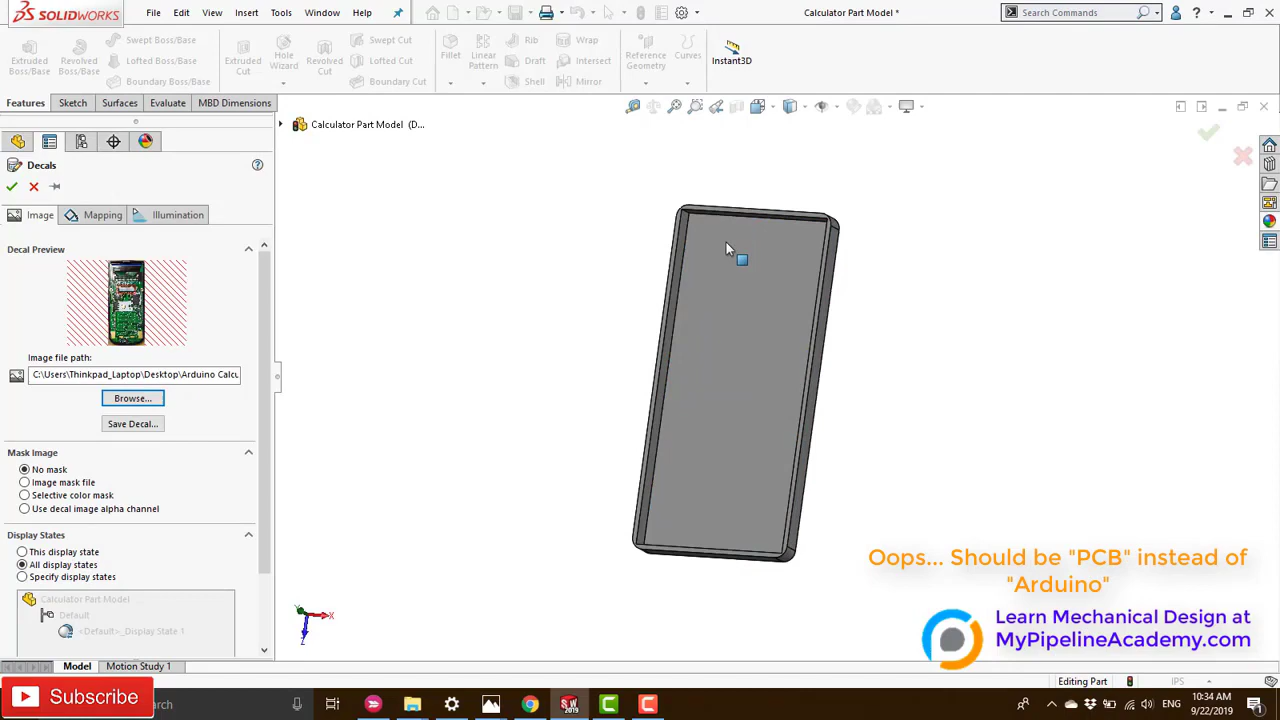 SOLIDWORKS File Edit View Insert Tools Window Help Calculator Part Model * Search Commands
Extruded Boss/Base Revolved Boss/Base Swept Boss/Base Lofted Boss/Base Boundary Boss/Base Extruded Cut Hole Wizard Revolved Cut Swept Cut Lofted Cut Boundary Cut Fillet Linear Pattern Rib Draft Shell Wrap Intersect Mirror Reference Geometry Curves Instant3D
Features Sketch Surfaces Evaluate MBD Dimensions
Calculator Part Model (D...
Decals
Image Mapping Illumination
Decal Preview
Image file path:
C:\Users\Thinkpad_Laptop\Desktop\Arduino Calcu
Browse...
Save Decal...
Mask Image
No mask
Image mask file
Selective color mask
Use decal image alpha channel
Display States
This display state
All display states
Specify display states
Calculator Part Model
Default
<Default>_Display State 1
X
Y
Z
Oops... Should be "PCB" instead of
"Arduino"
Learn Mechanical Design at
MyPipelineAcademy.com
Model Motion Study 1
Editing Part IPS
Subscribe
search
SW 2019
ENG
10:34 AM
9/22/2019
1